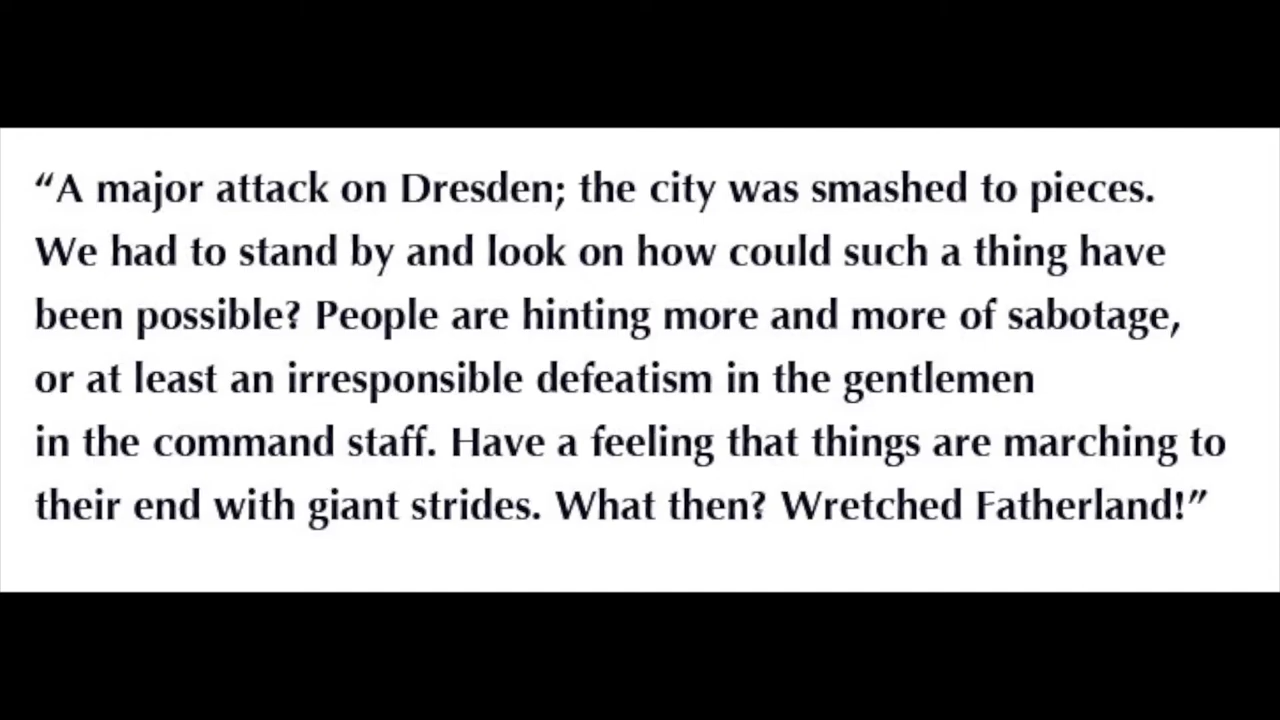 “A major attack on Dresden; the city was smashed to pieces.
We had to stand by and look on how could such a thing have
been possible? People are hinting more and more of sabotage,
or at least an irresponsible defeatism in the gentlemen
in the command staff. Have a feeling that things are marching to
their end with giant strides. What then? Wretched Fatherland!”